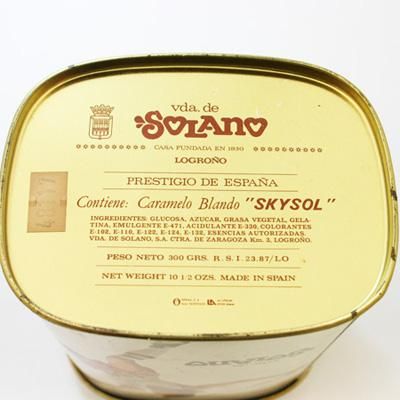 vda. de
SOLANO
CASA FUNDADA EN 1830
LOGROÑO
PRESTIGIO DE ESPAÑA
Contiene: Caramelo Blando "SKYSOL"
INGREDIENTES: GLUCOSA, AZUCAR, GRASA VEGETAL, GELA-
TINA, EMULGENTE E-471, ACIDULANTE E-330, COLORANTES
E-102, E-110, E-122, E-124, E-132, ESENCIAS AUTORIZADAS.
VDA. DE SOLANO, S.A. CTRA. DE ZARAGOZA Km. 3, LOGROÑO.
PESO NETO 300 GRS. R. S. I. 23.87/LO
NET WEIGHT 10 1/2 OZS. MADE IN SPAIN
SOLANO